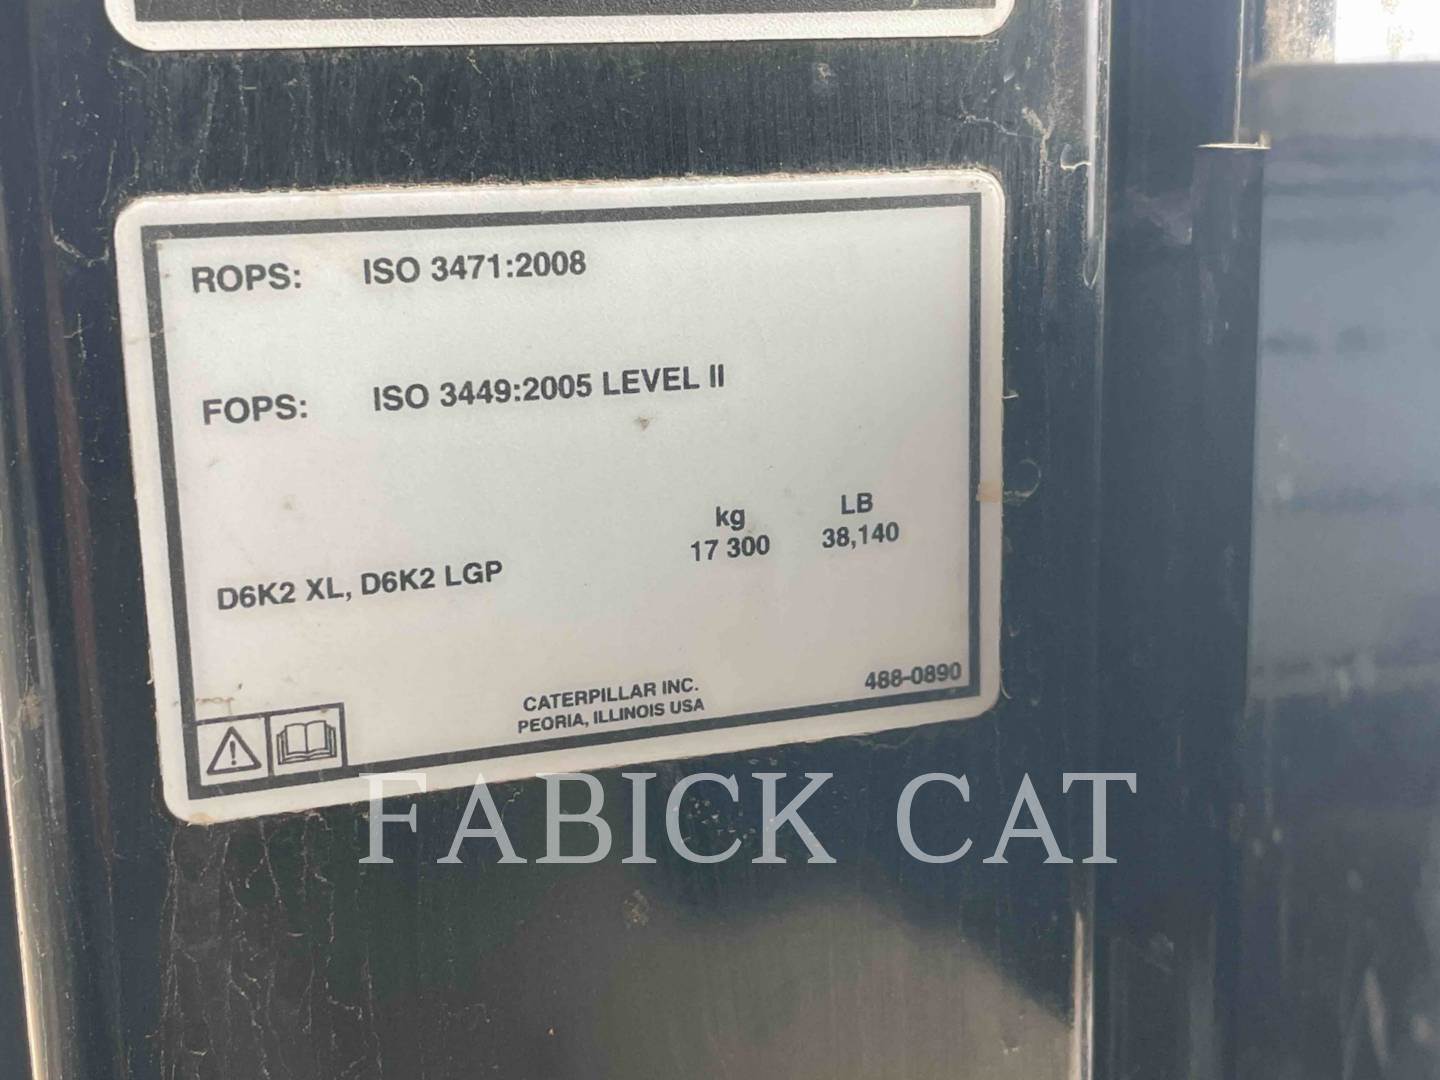 ROPS: ISO 3471:2008
FOPS: ISO 3449:2005 LEVEL II
kg LB
D6K2 XL, D6K2 LGP 17 300 38,140
CATERPILLAR INC.
PEORIA, ILLINOIS USA
488-0890
FABICK CAT